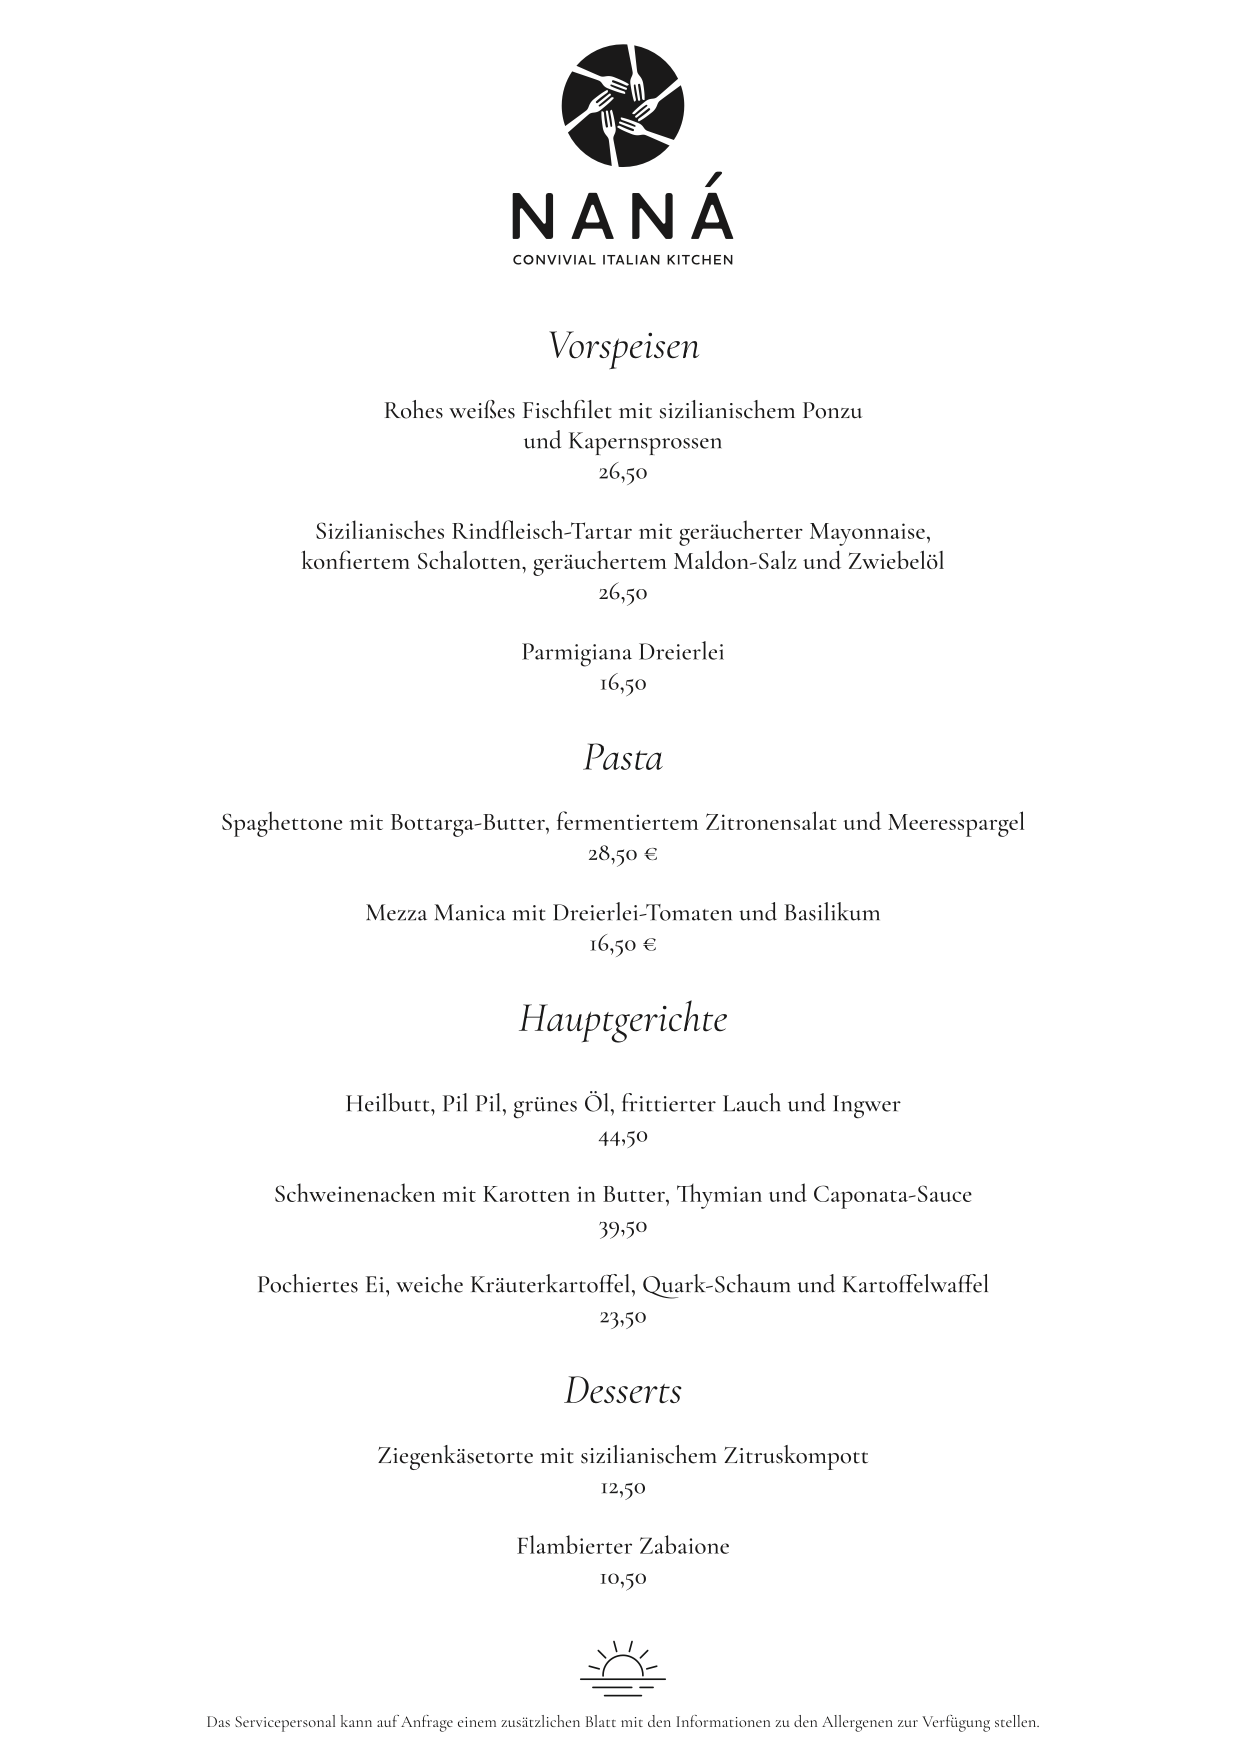 NANÁ
CONVIVIAL ITALIAN KITCHEN
Vorspeisen
Rohes weißes Fischfilet mit sizilianischem Ponzu
und Kapernsprossen
26,50
Sizilianisches Rindfleisch-Tartar mit geräucherter Mayonnaise,
konfiertem Schalotten, geräuchertem Maldon-Salz und Zwiebelöl
26,50
Parmigiana Dreierlei
16,50
Pasta
Spaghettone mit Bottarga-Butter, fermentiertem Zitronensalat und Meeresspargel
28,50 €
Mezza Manica mit Dreierlei-Tomaten und Basilikum
16,50 €
Hauptgerichte
Heilbutt, Pil Pil, grünes Öl, frittierter Lauch und Ingwer
44,50
Schweinenacken mit Karotten in Butter, Thymian und Caponata-Sauce
39,50
Pochiertes Ei, weiche Kräuterkartoffel, Quark-Schaum und Kartoffelwaffel
23,50
Desserts
Ziegenkäsetorte mit sizilianischem Zitruskompott
12,50
Flambierter Zabaione
10,50
Das Servicepersonal kann auf Anfrage einem zusätzlichen Blatt mit den Informationen zu den Allergenen zur Verfügung stellen.